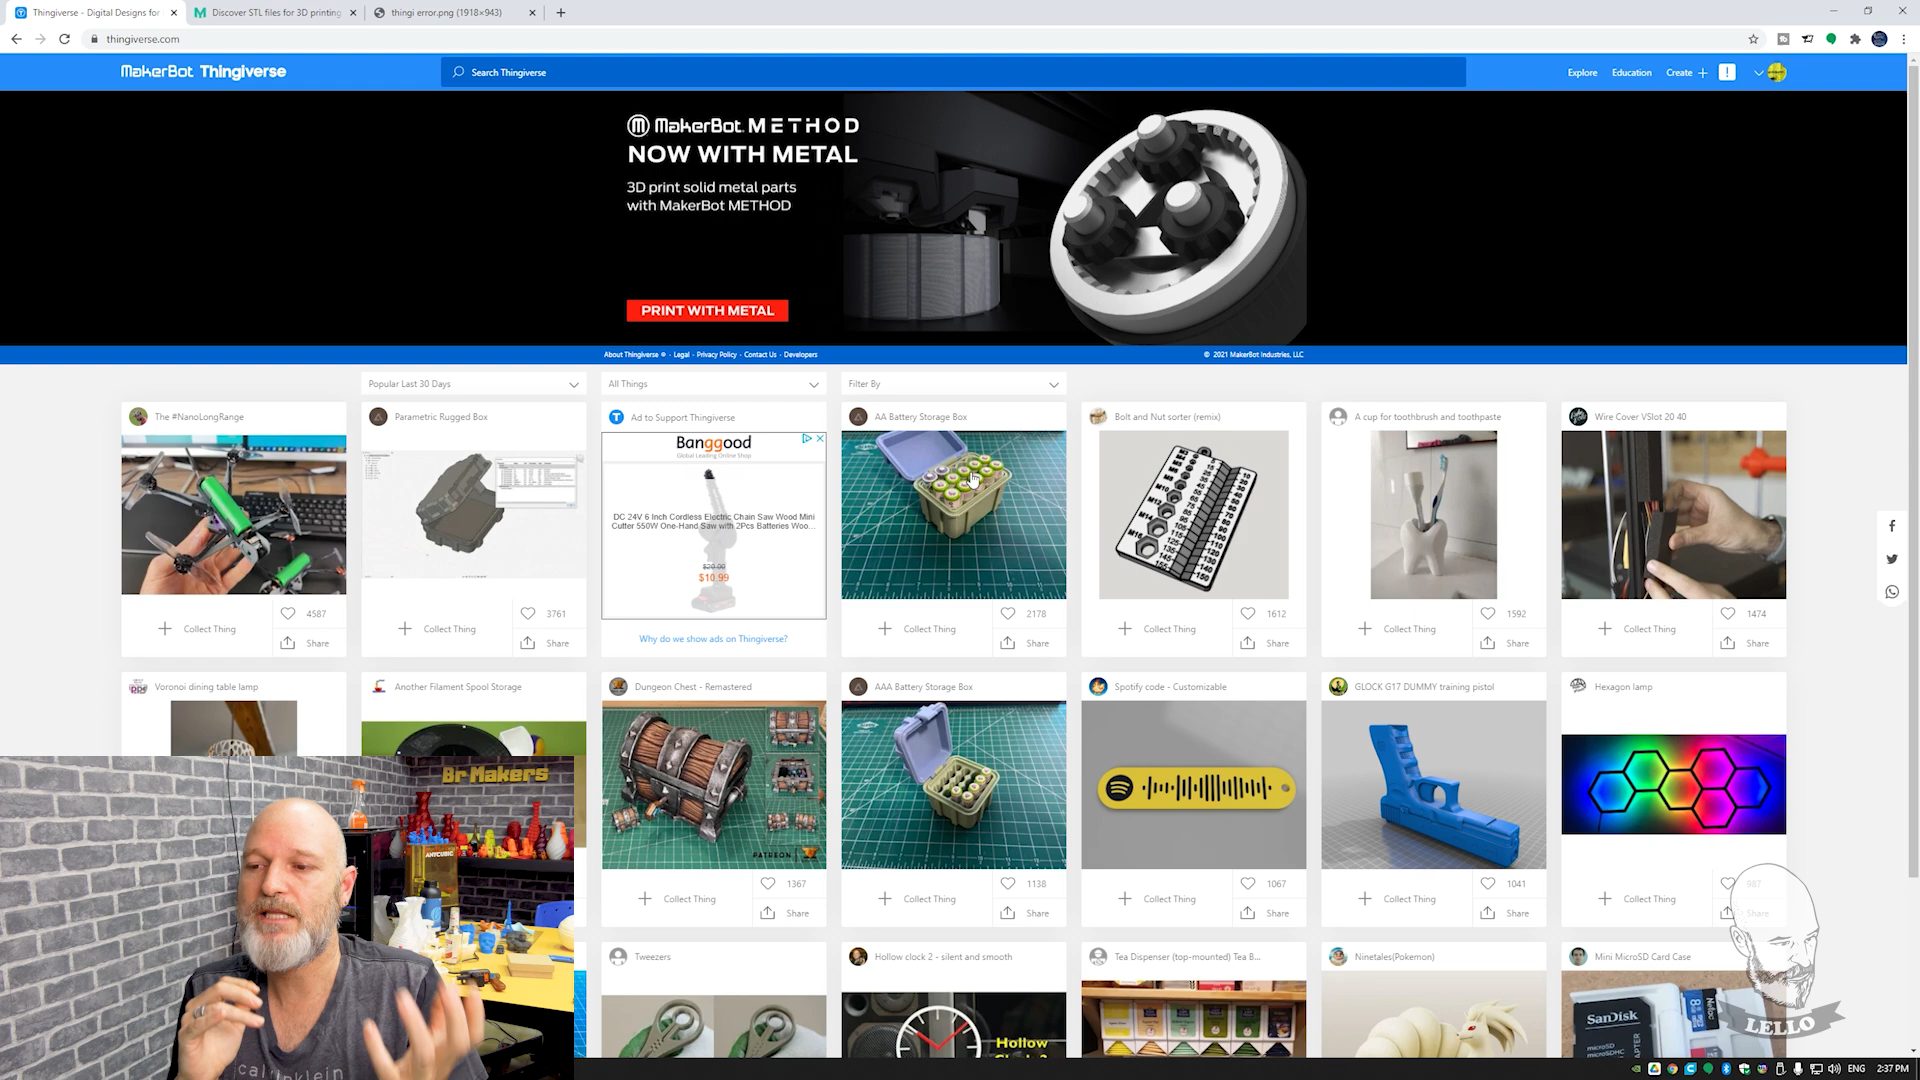 Thingiverse - Digital Designs for
Discover STL files for 3D printing
thingi error.png (1918×943)
thingiverse.com
MakerBot Thingiverse
Search Thingiverse
Explore
Education
Create
MakerBot METHOD
NOW WITH METAL
3D print solid metal parts
with MakerBot METHOD
PRINT WITH METAL
About Thingiverse ® - Legal - Privacy Policy - Contact Us - Developers
© 2021 MakerBot Industries, LLC
Popular Last 30 Days
All Things
Filter By
The #NanoLongRange
Parametric Rugged Box
Ad to Support Thingiverse
AA Battery Storage Box
Bolt and Nut sorter (remix)
A cup for toothbrush and toothpaste
Wire Cover VSlot 20 40
Banggood
Global Leading Online Shop
DC 24V 6 Inch Cordless Electric Chain Saw Wood Mini
Cutter 550W One-Hand Saw with 2Pcs Batteries Woo...
$20.00
$10.99
Why do we show ads on Thingiverse?
Collect Thing
4587
Share
Collect Thing
3761
Share
Collect Thing
2178
Share
Collect Thing
1612
Share
Collect Thing
1592
Share
Collect Thing
1474
Share
Voronoi dining table lamp
Another Filament Spool Storage
Dungeon Chest - Remastered
AAA Battery Storage Box
Spotify code - Customizable
GLOCK G17 DUMMY training pistol
Hexagon lamp
PATREON
Collect Thing
1367
Share
Collect Thing
1138
Share
Collect Thing
1067
Share
Collect Thing
1041
Share
Collect Thing
987
Share
Br Makers
ANYCUBIC
Tweezers
Hollow clock 2 - silent and smooth
Tea Dispenser (top-mounted) Tea B...
Ninetales(Pokemon)
Mini MicroSD Card Case
Hollow
SanDisk
LELLO
ENG
2:37 PM